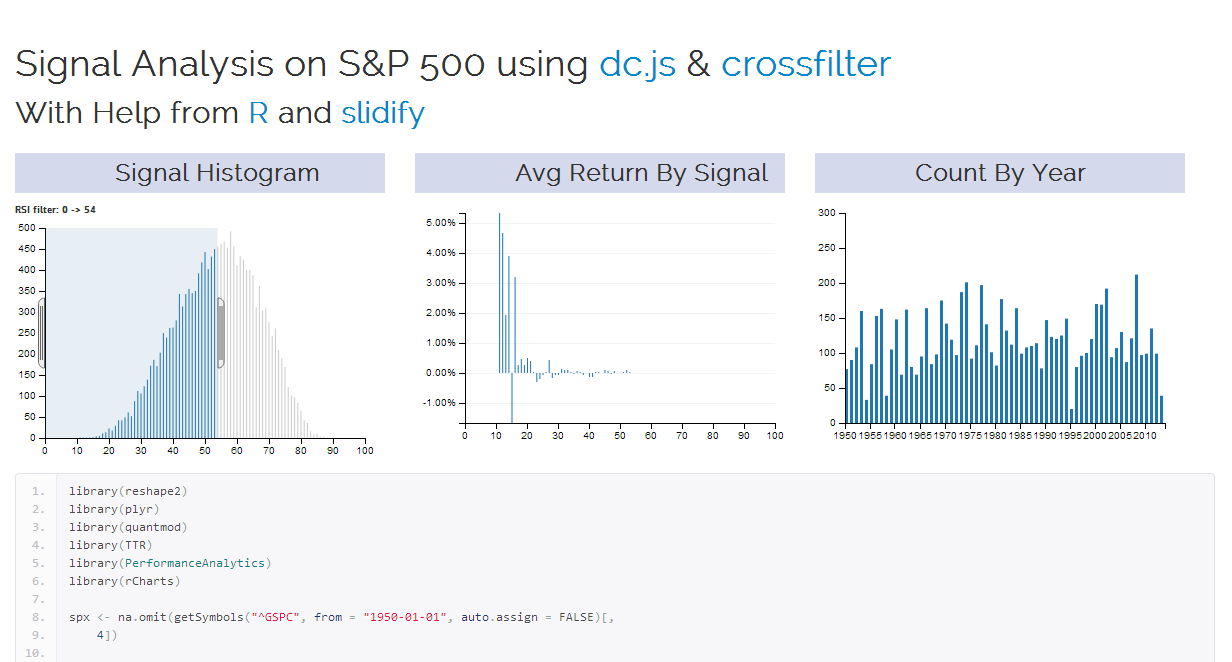 Signal Analysis on S&P 500 using dc.js & crossfilter
With Help from R and slidify
Signal Histogram
Avg Return By Signal
Count By Year
RSI filter: 0 -> 54
500
450
400
350
300
250
200
150
100
50
0
0 10 20 30 40 50 60 70 80 90 100
5.00%
4.00%
3.00%
2.00%
1.00%
0.00%
-1.00%
0 10 20 30 40 50 60 70 80 90 100
300
250
200
150
100
50
0
1950 1955 1960 1965 1970 1975 1980 1985 1990 1995 2000 2005 2010
1. library(reshape2)
2. library(plyr)
3. library(quantmod)
4. library(TTR)
5. library(PerformanceAnalytics)
6. library(rCharts)
7.
8. spx <- na.omit(getSymbols("^GSPC", from = "1950-01-01", auto.assign = FALSE)[,
9. 4])
10.